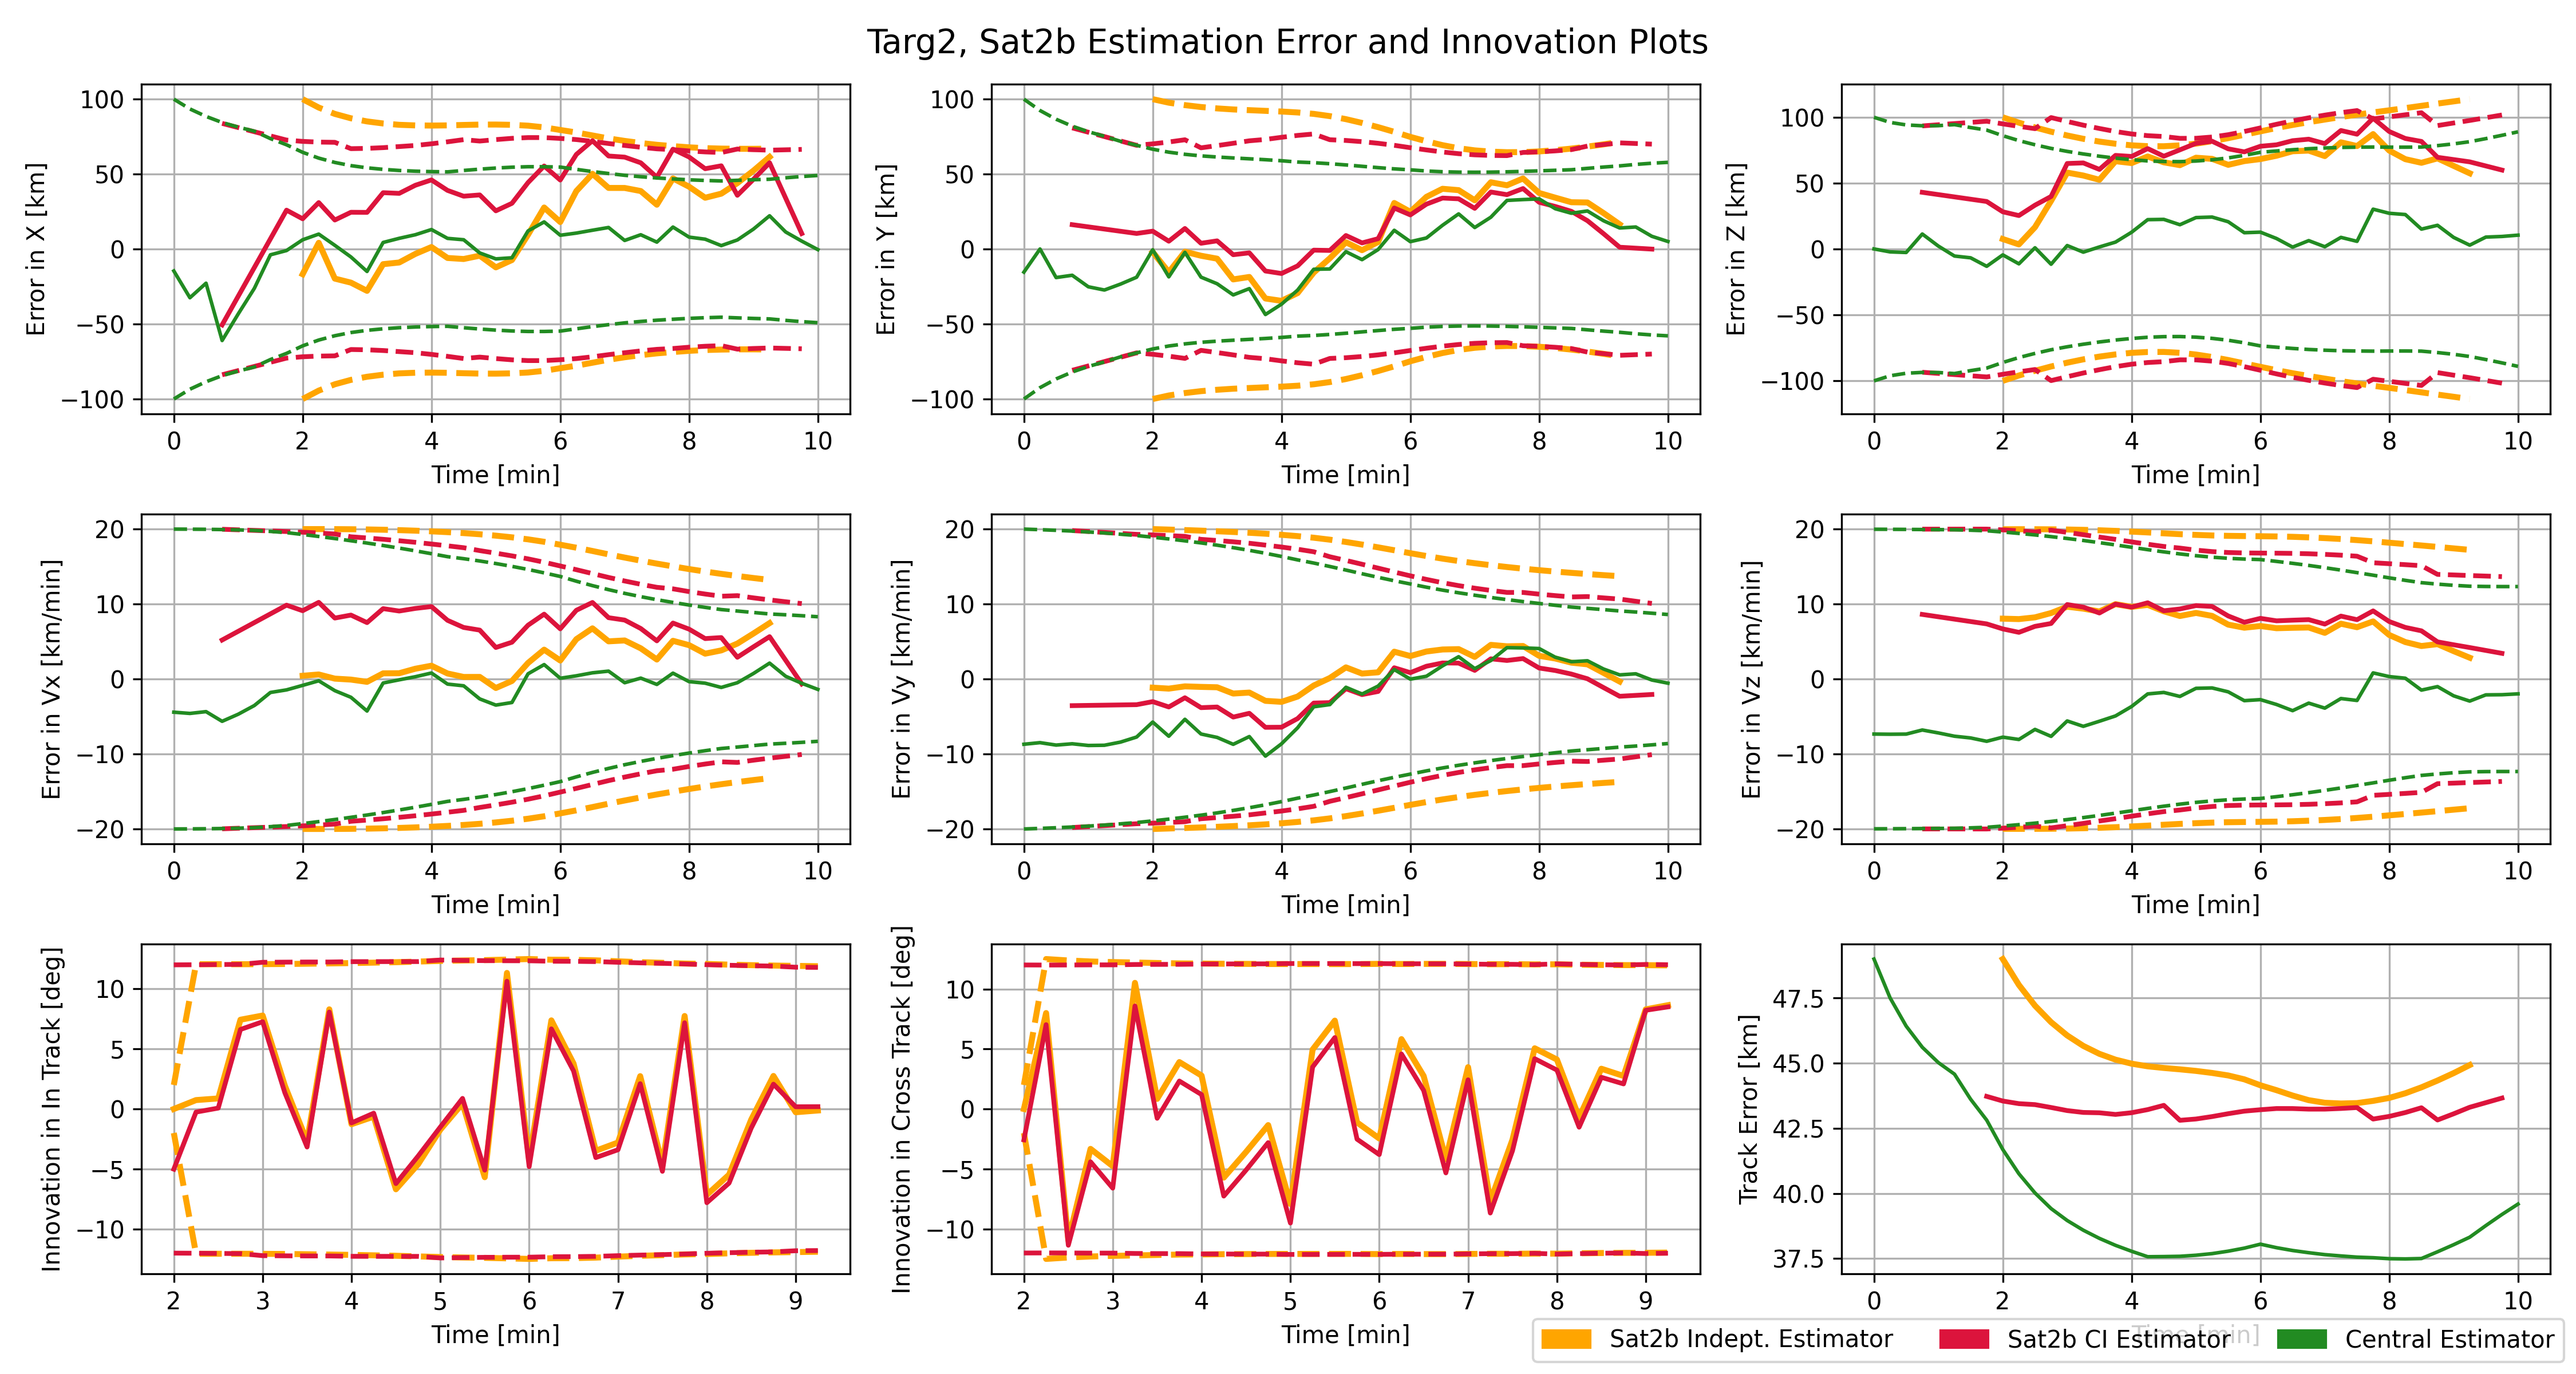 Targ2, Sat2b Estimation Error and Innovation Plots
Error in X [km]
100
50
0
−50
−100
0 2 4 6 8 10
Time [min]
Error in Y [km]
100
50
0
−50
−100
0 2 4 6 8 10
Time [min]
Error in Z [km]
100
50
0
−50
−100
0 2 4 6 8 10
Time [min]
Error in Vx [km/min]
20
10
0
−10
−20
0 2 4 6 8 10
Time [min]
Error in Vy [km/min]
20
10
0
−10
−20
0 2 4 6 8 10
Time [min]
Error in Vz [km/min]
20
10
0
−10
−20
0 2 4 6 8 10
Time [min]
Innovation in In Track [deg]
10
5
0
−5
−10
2 3 4 5 6 7 8 9
Time [min]
Innovation in Cross Track [deg]
10
5
0
−5
−10
2 3 4 5 6 7 8 9
Time [min]
Track Error [km]
47.5
45.0
42.5
40.0
37.5
0 2 4 6 8 10
Time [min]
Sat2b Indept. Estimator Sat2b CI Estimator Central Estimator